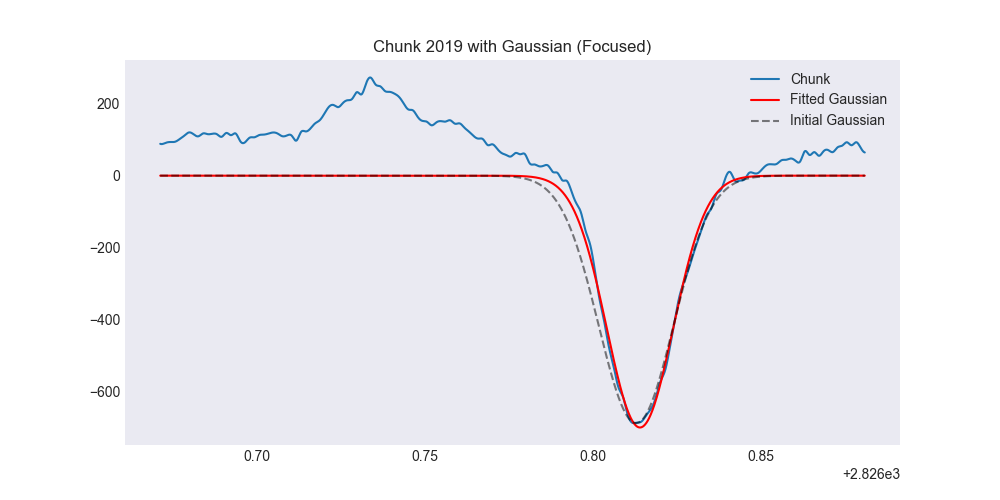 Chunk 2019 with Gaussian (Focused)
Chunk
Fitted Gaussian
Initial Gaussian
200
0
−200
−400
−600
0.70 0.75 0.80 0.85
+2.826e3